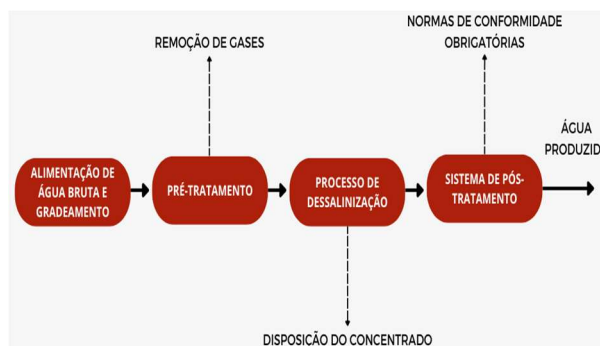 NORMAS DE CONFORMIDADE
OBRIGATÓRIAS
REMOÇÃO DE GASES
ÁGUA
PRODUZID
ALIMENTAÇÃO DE
ÁGUA BRUTA E
GRADEAMENTO
PRÉ-TRATAMENTO
PROCESSO DE
DESSALINIZAÇÃO
SISTEMA DE PÓS-
TRATAMENTO
DISPOSIÇÃO DO CONCENTRADO